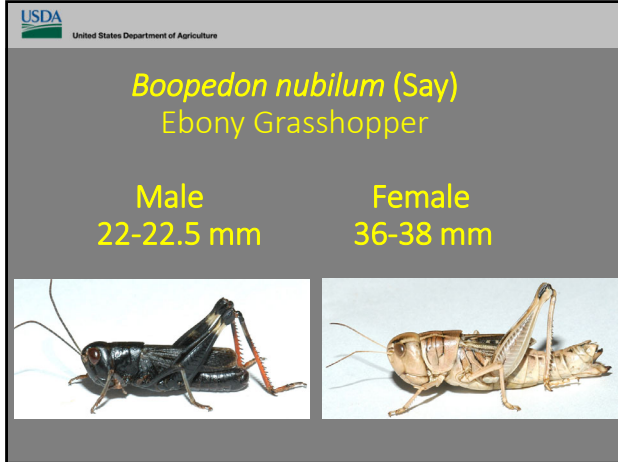 USDA
United States Department of Agriculture
Boopedon nubilum (Say)
Ebony Grasshopper
Male
22-22.5 mm
Female
36-38 mm